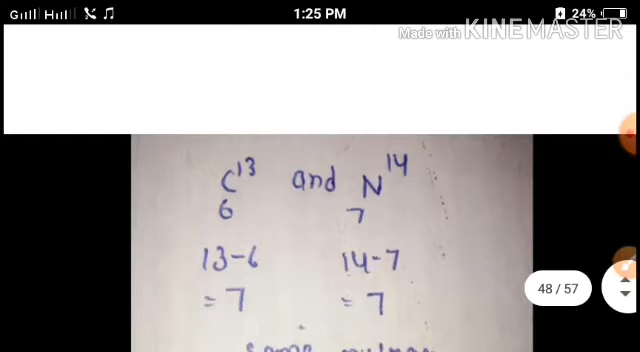 1:25 PM
24%
Made with KINEMASTER
C¹³ and N¹⁴
6 7
13-6 14-7
= 7 = 7
48 / 57